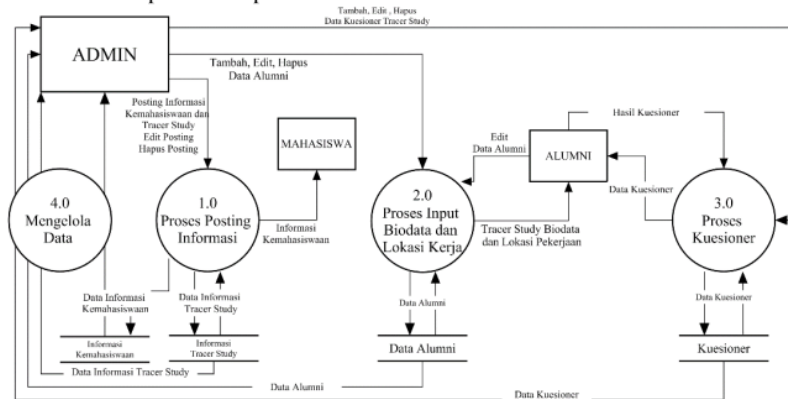 Tambah, Edit , Hapus
Data Kuesioner Tracer Study
ADMIN
Tambah, Edit, Hapus
Data Alumni
Posting Informasi
Kemahasiswaan dan
Tracer Study
Edit Posting
Hapus Posting
MAHASISWA
Edit
Data Alumni
Hasil Kuesioner
ALUMNI
Data Kuesioner
4.0
Mengelola
Data
1.0
Proses Posting
Informasi
Informasi
Kemahasiswaan
2.0
Proses Input
Biodata dan
Lokasi Kerja
Tracer Study Biodata
dan Lokasi Pekerjaan
3.0
Proses
Kuesioner
Data Informasi
Kemahasiswaan
Data Informasi
Tracer Study
Data Alumni
Data Kuesioner
Informasi
Kemahasiswaan
Informasi
Tracer Study
Data Alumni
Kuesioner
Data Informasi Tracer Study
Data Alumni
Data Kuesioner